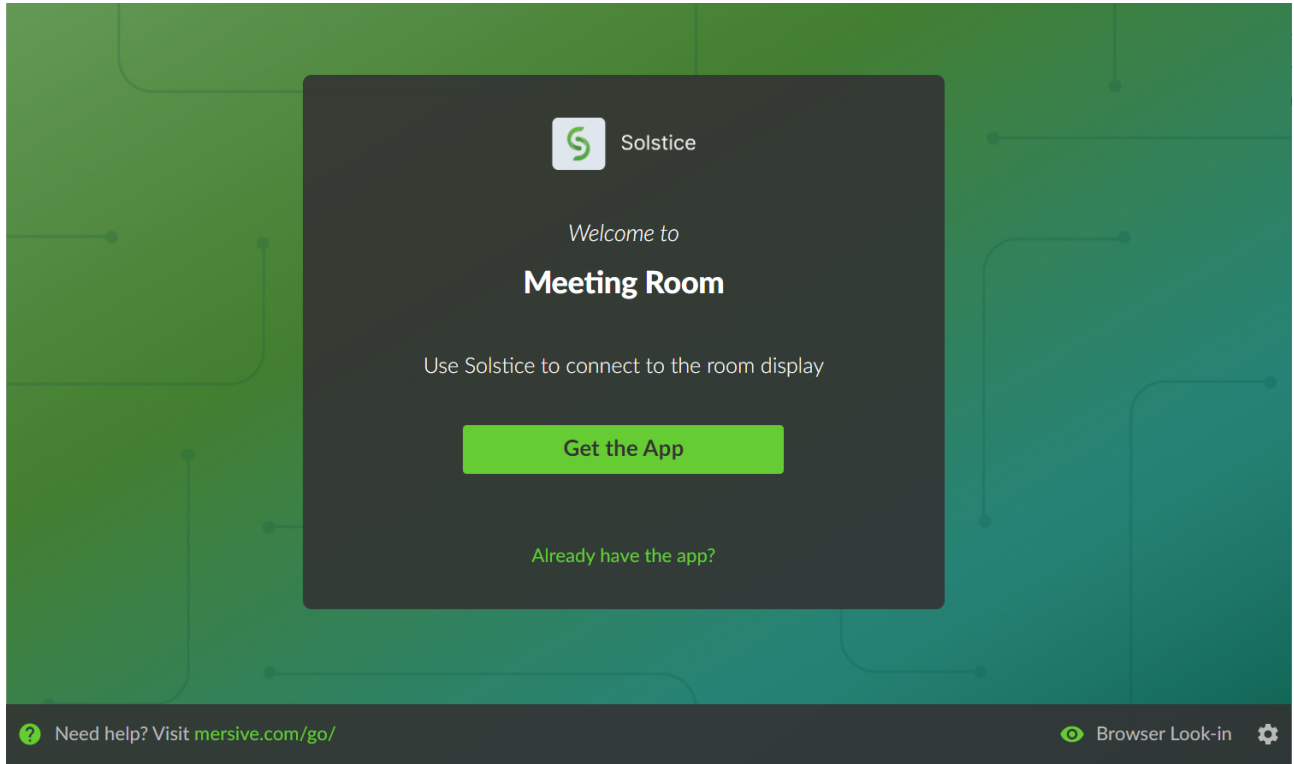 Solstice
Welcome to
Meeting Room
Use Solstice to connect to the room display
Get the App
Already have the app?
? Need help? Visit mersive.com/go/
Browser Look-in